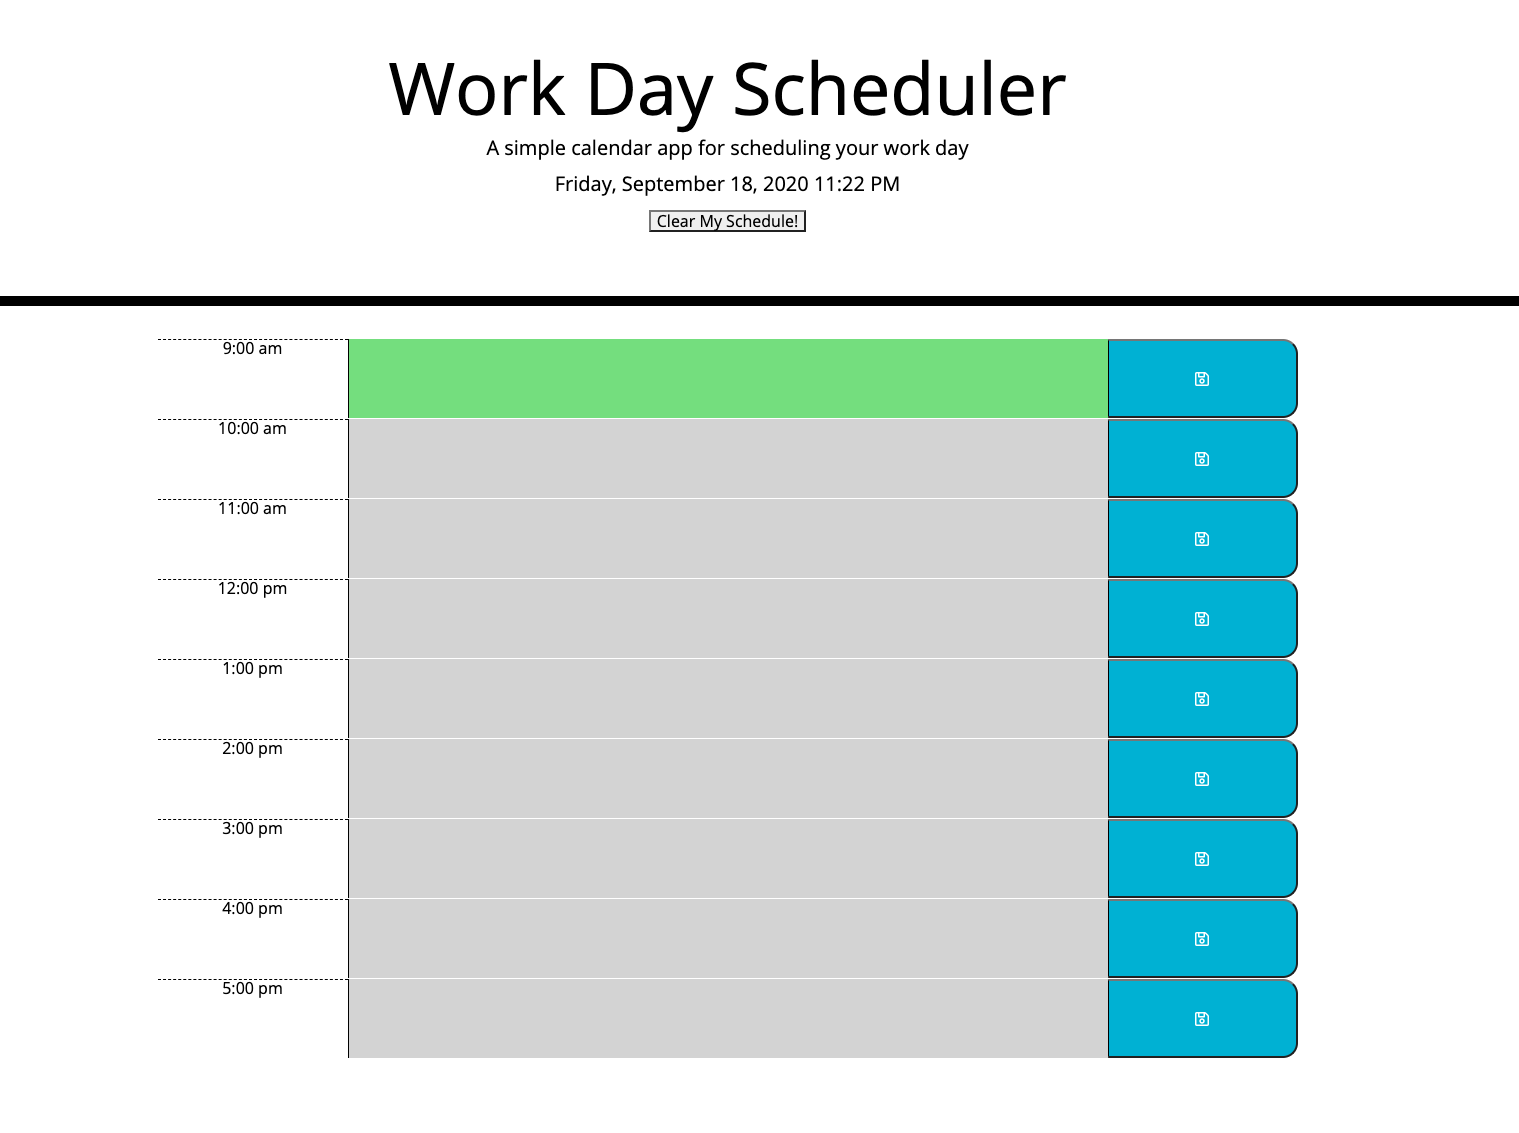 Work Day Scheduler
A simple calendar app for scheduling your work day
Friday, September 18, 2020 11:22 PM
Clear My Schedule!
9:00 am
10:00 am
11:00 am
12:00 pm
1:00 pm
2:00 pm
3:00 pm
4:00 pm
5:00 pm